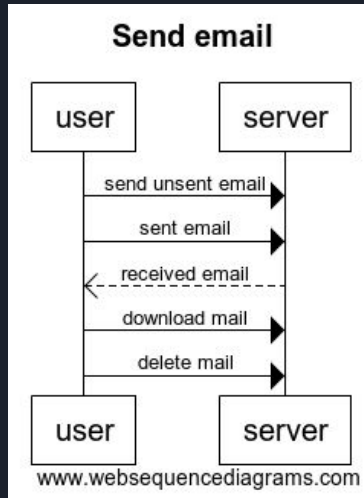 Send email
user server
send unsent email
sent email
received email
download mail
delete mail
user server
www.websequencediagrams.com